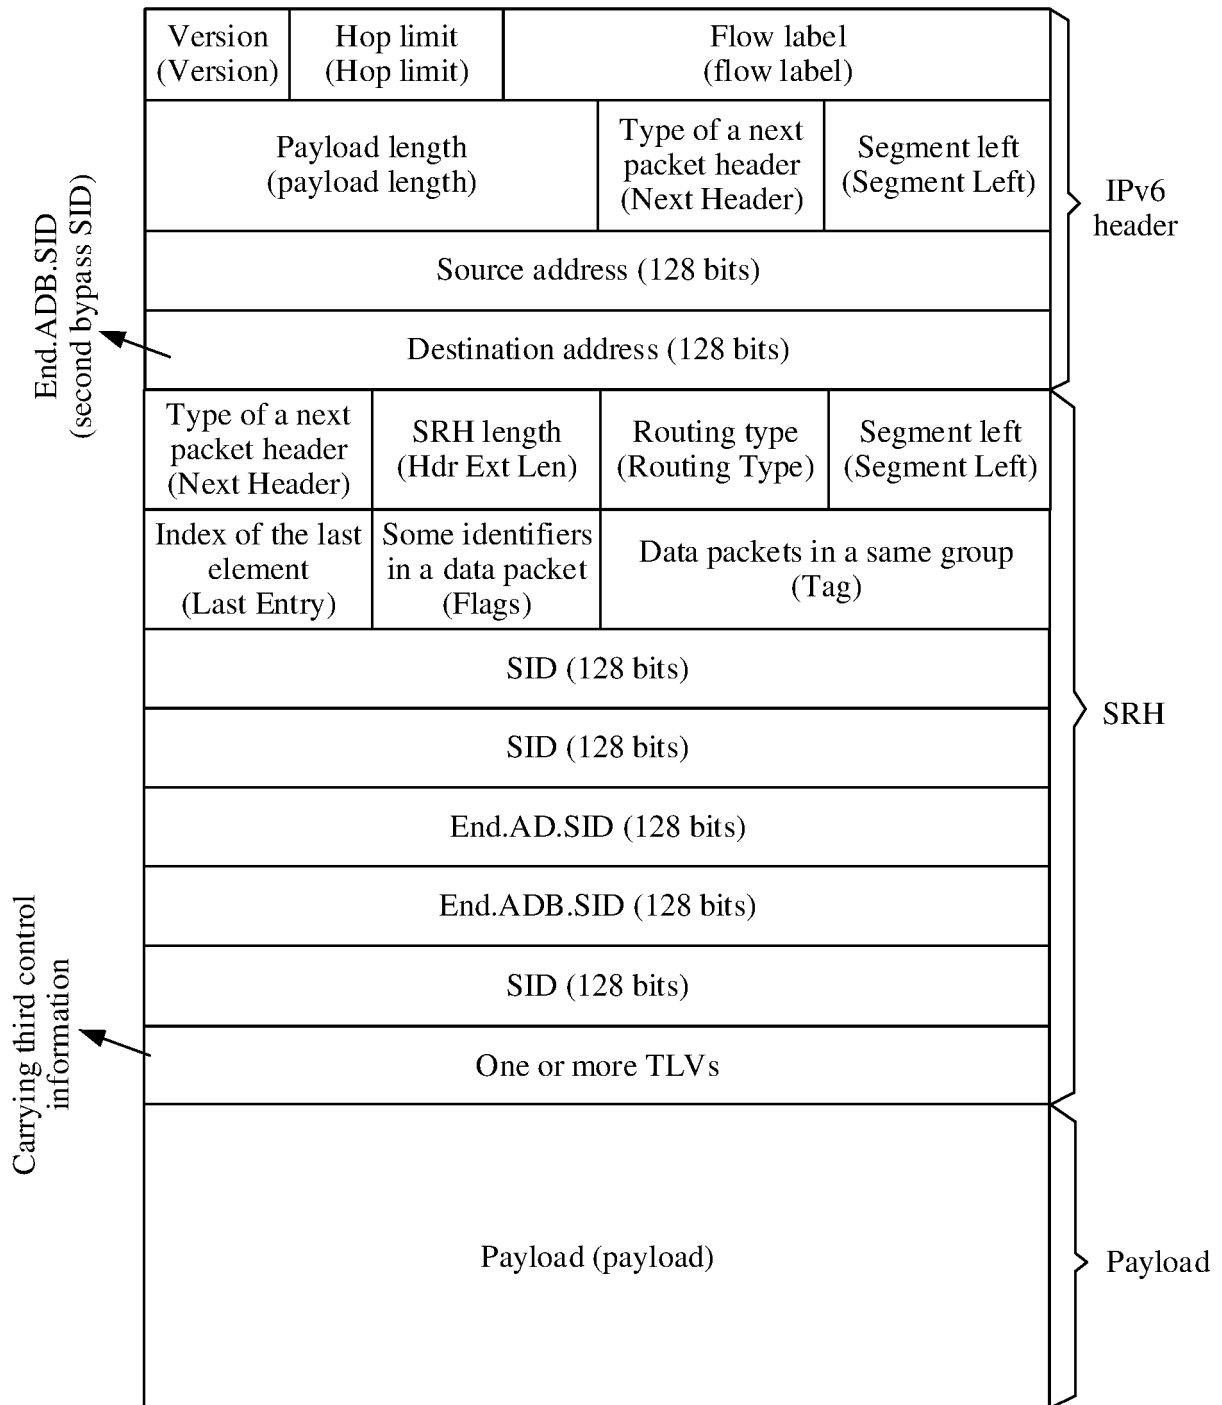 Version
(Version)
Hop limit
(Hop limit)
Flow label
(flow label)
Payload length
(payload length)
Type of a next
packet header
(Next Header)
Segment left
(Segment Left)
IPv6
header
Source address (128 bits)
End.ADB.SID
(second bypass SID)
Destination address (128 bits)
Type of a next
packet header
(Next Header)
SRH length
(Hdr Ext Len)
Routing type
(Routing Type)
Segment left
(Segment Left)
Index of the last
element
(Last Entry)
Some identifiers
in a data packet
(Flags)
Data packets in a same group
(Tag)
SID (128 bits)
SRH
SID (128 bits)
End.AD.SID (128 bits)
End.ADB.SID (128 bits)
SID (128 bits)
Carrying third control
information
One or more TLVs
Payload (payload)
Payload